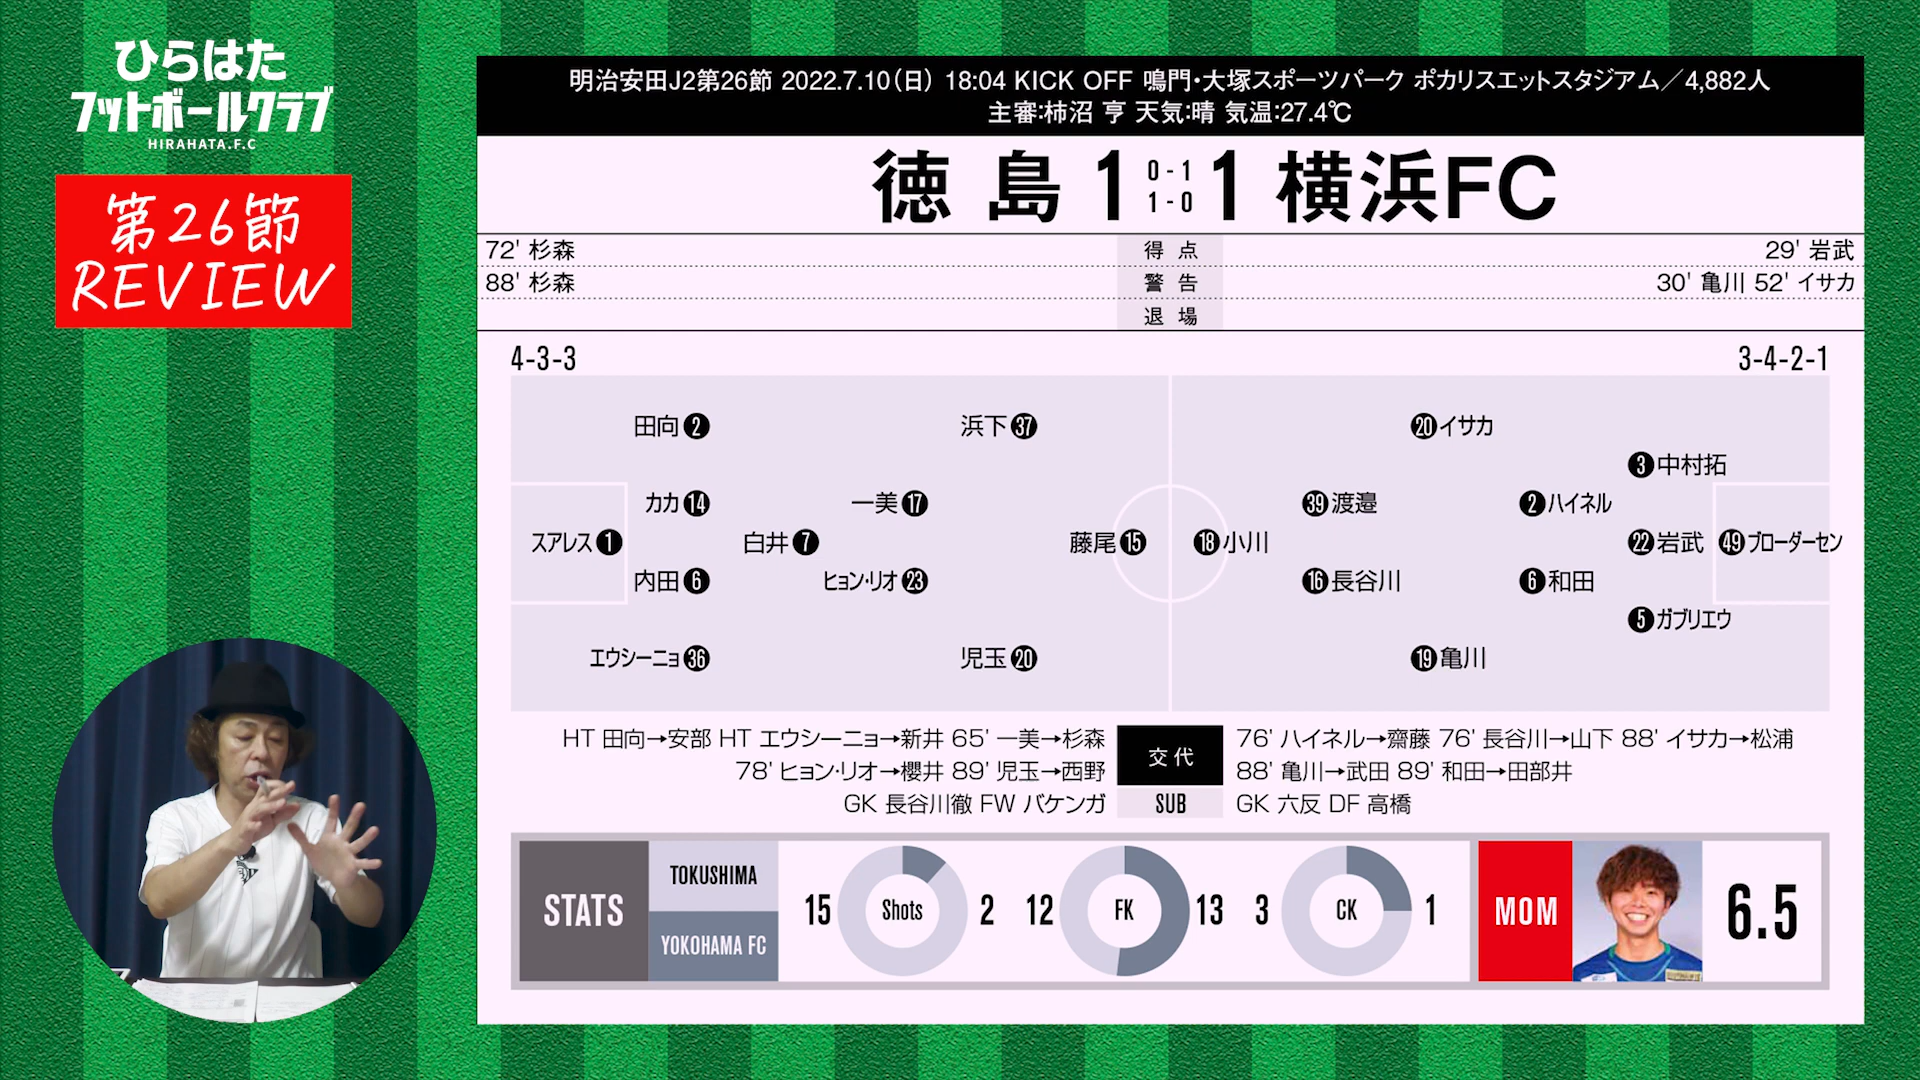 ひらはた
フットボールクラブ
HIRAHATA.F.C
第26節
REVIEW
明治安田J2第26節 2022.7.10(日) 18:04 KICK OFF 鳴門・大塚スポーツパーク ポカリスエットスタジアム／4,882人
主審:柿沼 亨 天気:晴 気温:27.4℃
徳島 1 0-1 1-0 1 横浜FC
72' 杉森 得点 29' 岩武
88' 杉森 警告 30' 亀川 52' イサカ
退場
4-3-3 3-4-2-1
田向 2 浜下 37 20 イサカ
3 中村拓
カカ 14 一美 17 39 渡邉 2 ハイネル
スアレス 1 白井 7 藤尾 15 18 小川 22 岩武 49 ブローダーセン
内田 6 ヒョン・リオ 23 16 長谷川 6 和田
5 ガブリエウ
エウシーニョ 36 児玉 20 19 亀川
HT 田向→安部 HT エウシーニョ→新井 65' 一美→杉森
78' ヒョン・リオ→櫻井 89' 児玉→西野
交代
76' ハイネル→齋藤 76' 長谷川→山下 88' イサカ→松浦
88' 亀川→武田 89' 和田→田部井
GK 長谷川徹 FW バケンガ SUB GK 六反 DF 高橋
STATS
TOKUSHIMA
YOKOHAMA FC
15 Shots 2 12 FK 13 3 CK 1
MOM 6.5